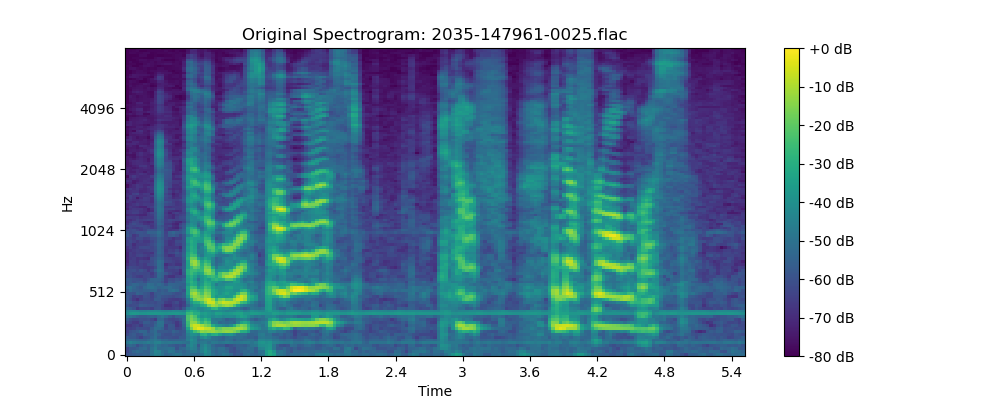 Original Spectrogram: 2035-147961-0025.flac
+0 dB
4096
-10 dB
-20 dB
2048
-30 dB
Hz
-40 dB
1024
-50 dB
512
-60 dB
-70 dB
0
-80 dB
0 0.6 1.2 1.8 2.4 3 3.6 4.2 4.8 5.4
Time